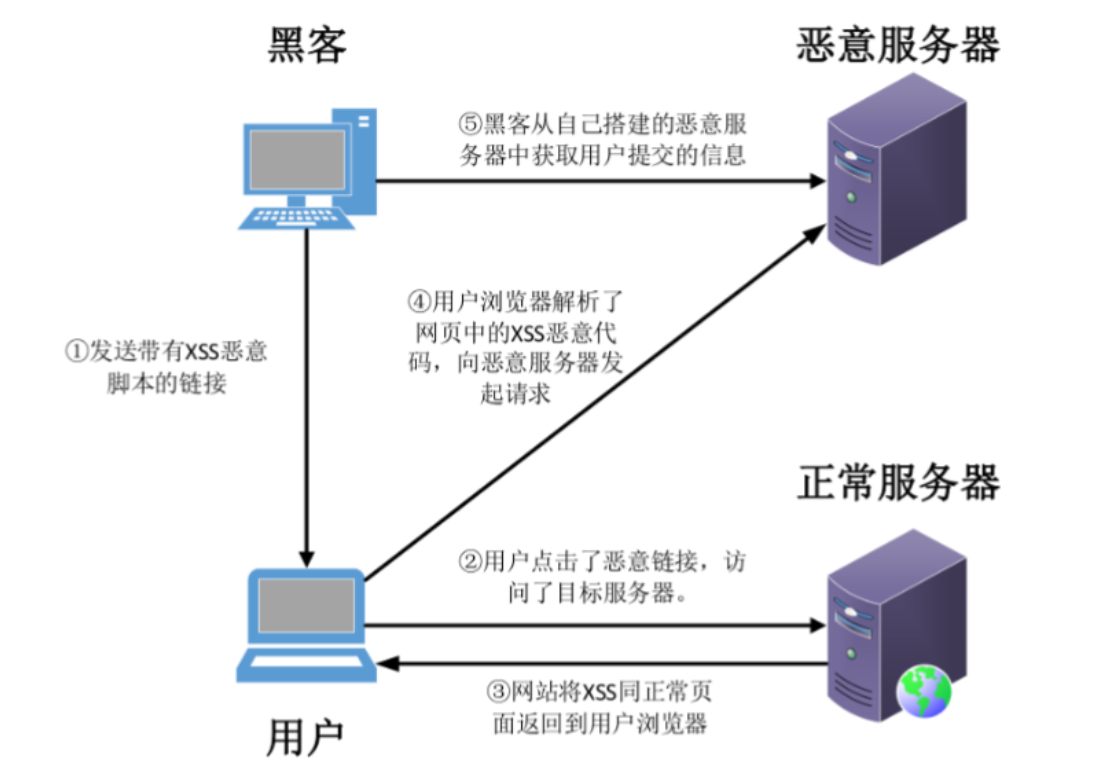 黑客
恶意服务器
⑤黑客从自己搭建的恶意服
务器中获取用户提交的信息
④用户浏览器解析了
网页中的XSS恶意代
码，向恶意服务器发
起请求
①发送带有XSS恶意
脚本的链接
正常服务器
②用户点击了恶意链接，访
问了目标服务器。
③网站将XSS同正常页
面返回到用户浏览器
用户